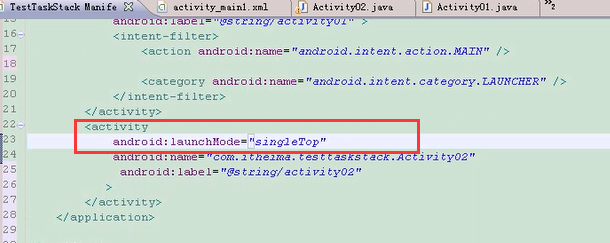 TestTaskStack Manife
activity_main1.xml
Activity02.java
Activity01.java
»2
android:label="@string/activity01" >
16 <intent-filter>
17 <action android:name="android.intent.action.MAIN" />
18
19 <category android:name="android.intent.category.LAUNCHER" />
20 </intent-filter>
21 </activity>
22 <activity
23 android:launchMode="singleTop"
24 android:name="com.itheima.testtaskstack.Activity02"
25 android:label="@string/activity02"
26 >
27 </activity>
28 </application>
29